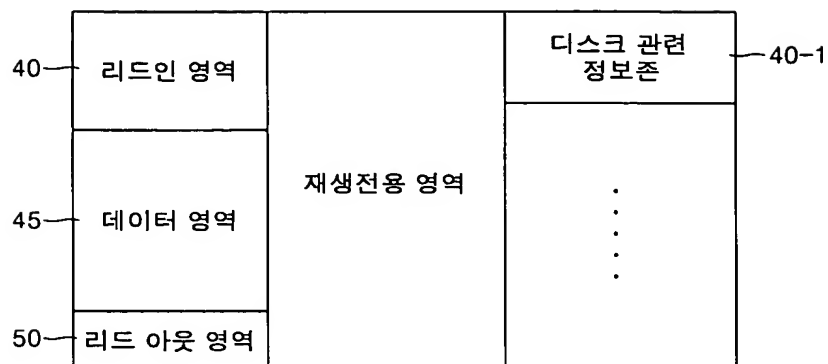 40
리드인 영역
재생전용 영역
디스크 관련
정보존
40-1
45
데이터 영역
50
리드 아웃 영역